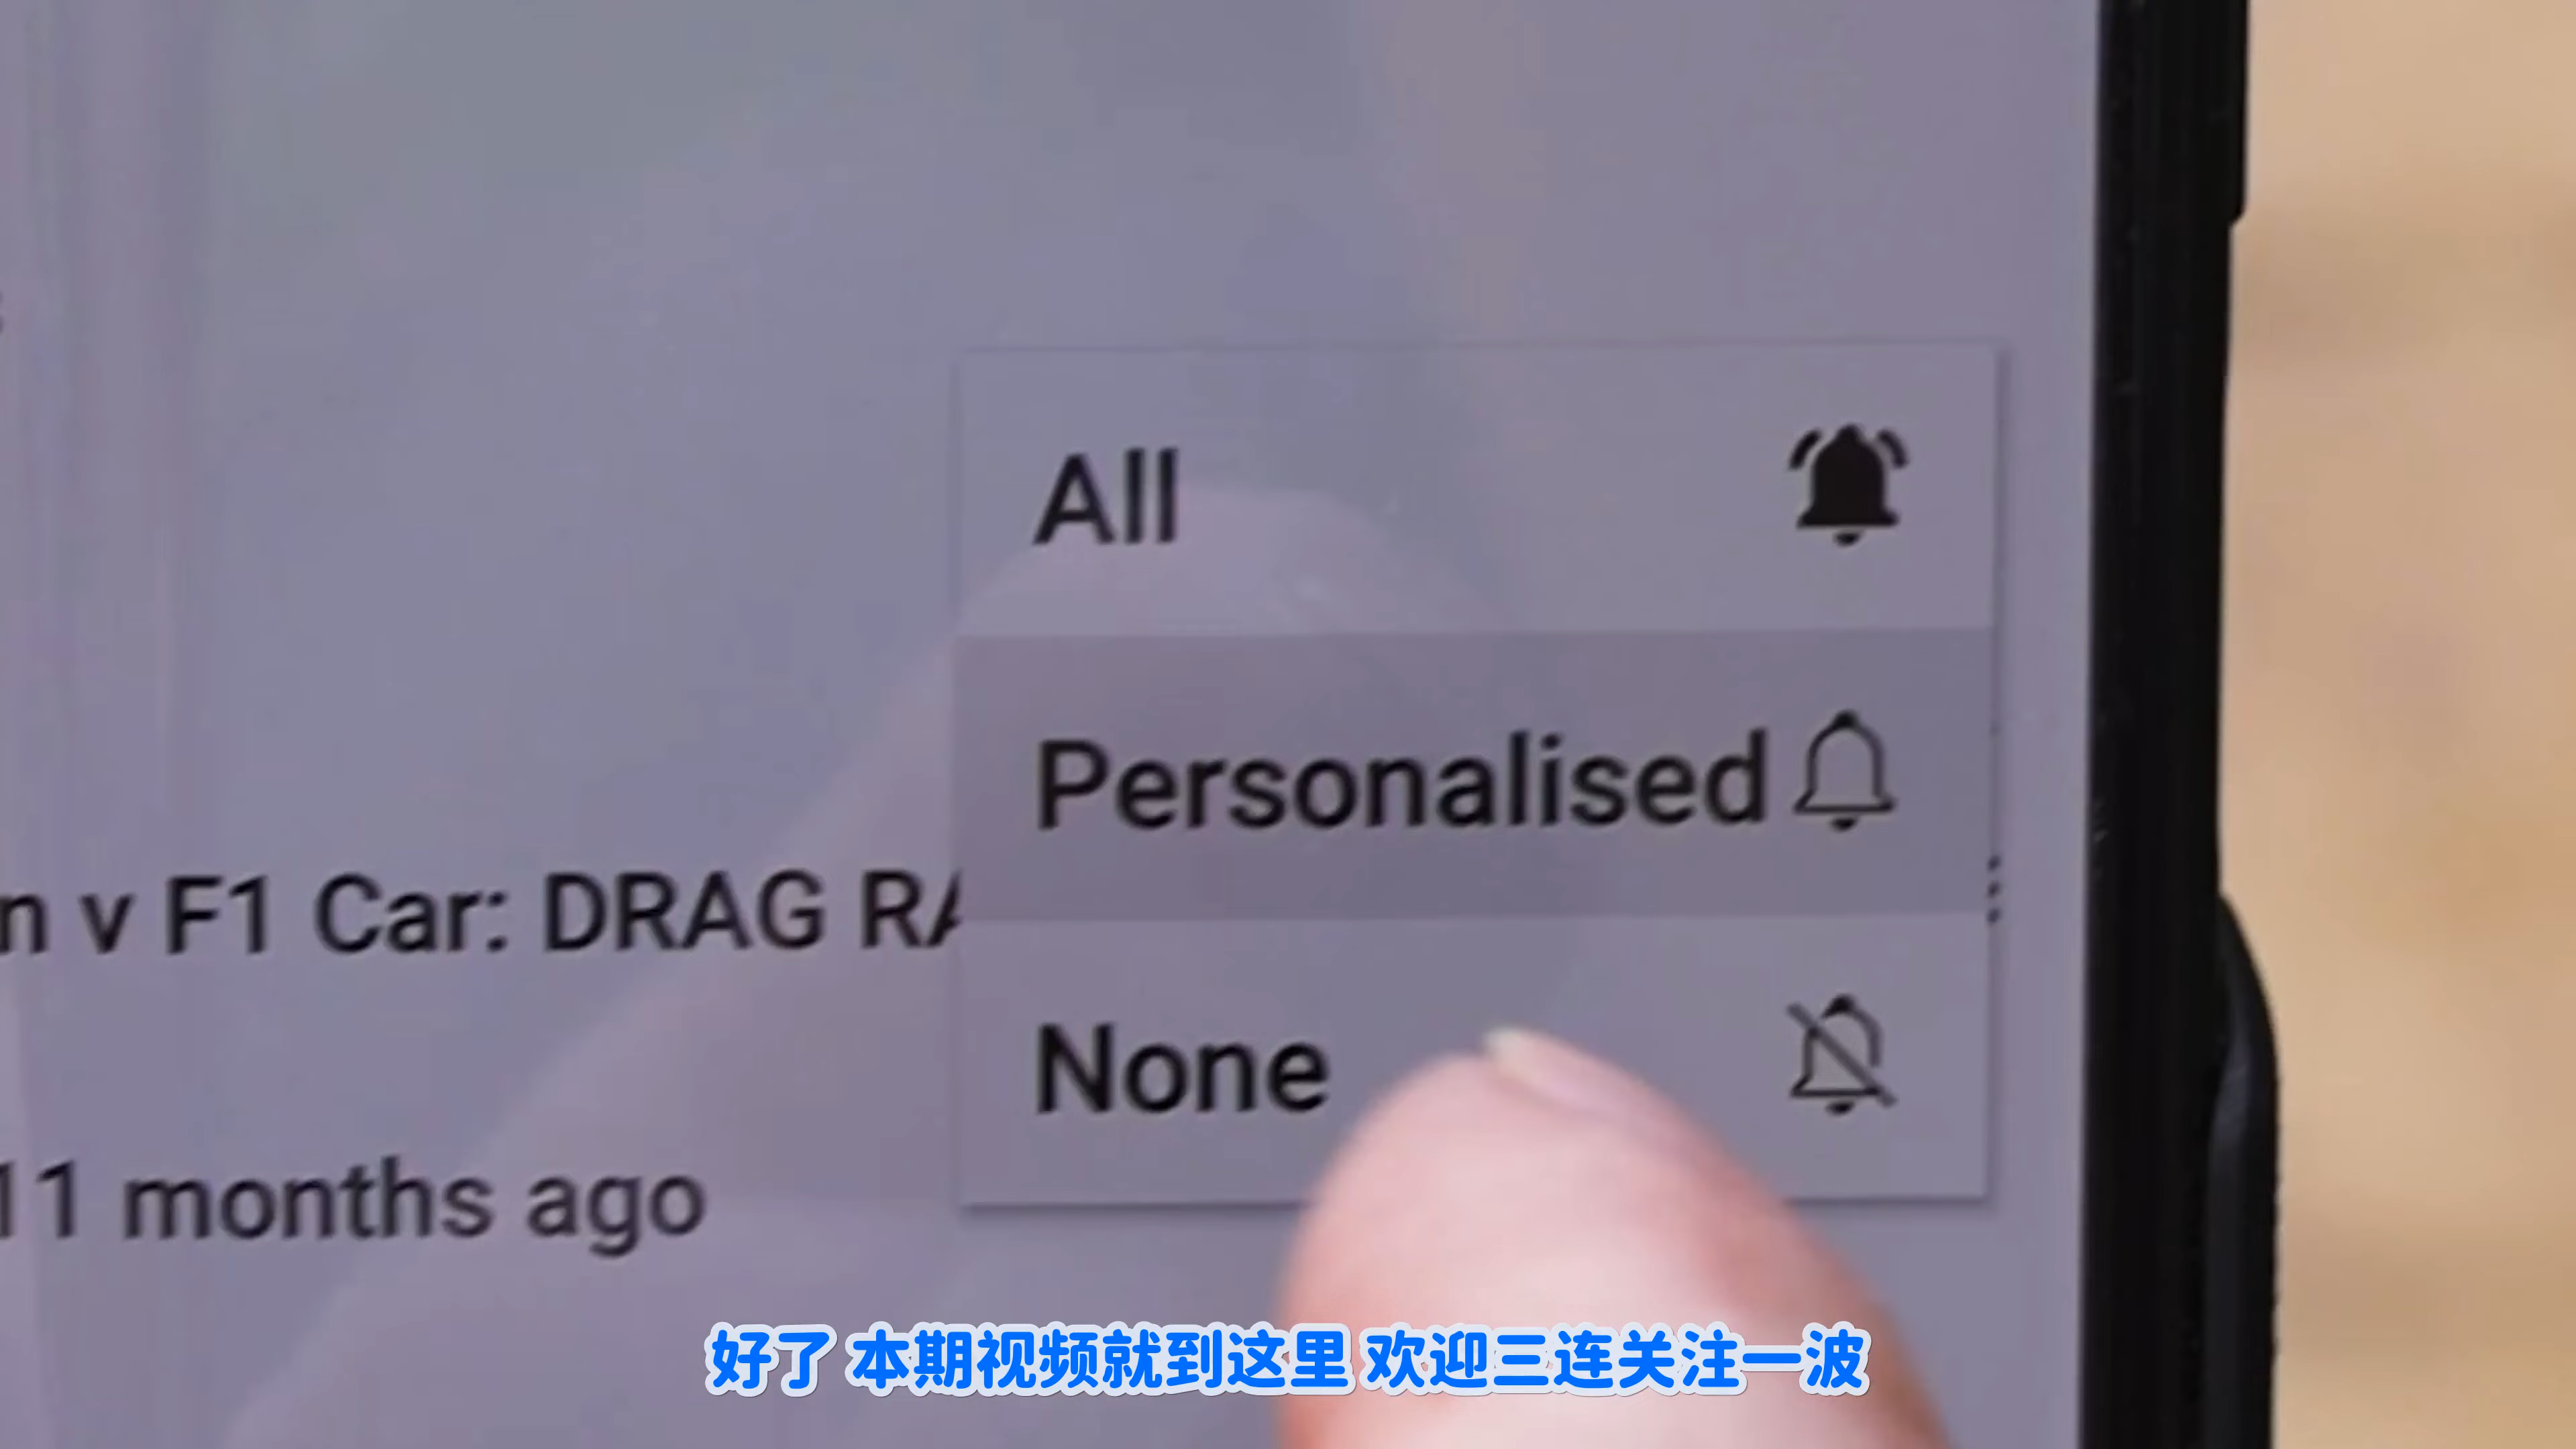 All
Personalised
n v F1 Car: DRAG RA
None
11 months ago
好了 本期视频就到这里 欢迎三连关注一波